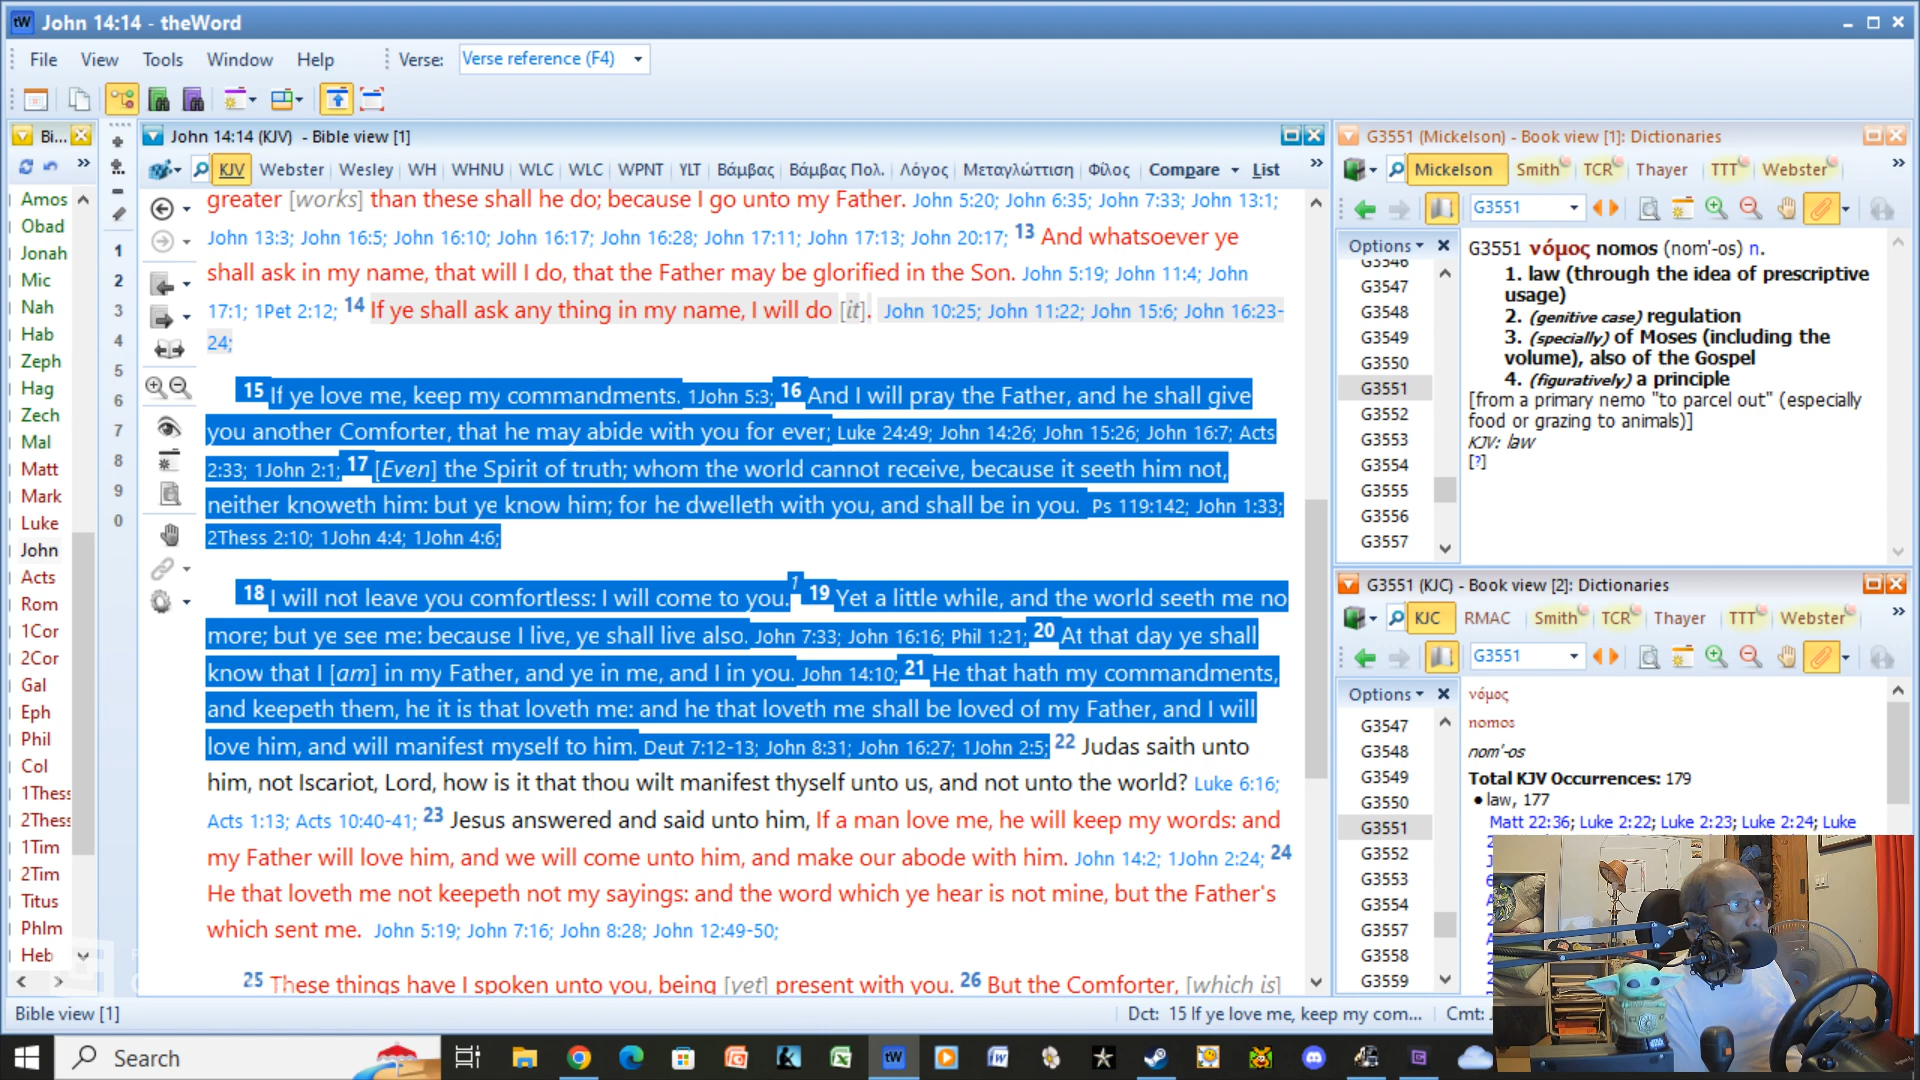 John 14:14 - theWord
File View Tools Window Help Verse: Verse reference (F4)
Bi...
Amos
Obad
Jonah
Mic
Nah
Hab
Zeph
Hag
Zech
Mal
Matt
Mark
Luke
John
Acts
Rom
1Cor
2Cor
Gal
Eph
Phil
Col
1Thess
2Thess
1Tim
2Tim
Titus
Phlm
Heb
1
2
3
4
5
6
7
8
9
0
John 14:14 (KJV) - Bible view [1]
KJV Webster Wesley WH WHNU WLC WLC WPNT YLT Βάμβας Βάμβας Πολ. Λόγος Μεταγλώττιση Φίλος Compare List
greater [works] than these shall he do; because I go unto my Father. John 5:20; John 6:35; John 7:33; John 13:1;
John 13:3; John 16:5; John 16:10; John 16:17; John 16:28; John 17:11; John 17:13; John 20:17; 13 And whatsoever ye
shall ask in my name, that will I do, that the Father may be glorified in the Son. John 5:19; John 11:4; John
17:1; 1Pet 2:12; 14 If ye shall ask any thing in my name, I will do [it]. John 10:25; John 11:22; John 15:6; John 16:23-
24;
15 If ye love me, keep my commandments. 1John 5:3; 16 And I will pray the Father, and he shall give
you another Comforter, that he may abide with you for ever; Luke 24:49; John 14:26; John 15:26; John 16:7; Acts
2:33; 1John 2:1; 17 [Even] the Spirit of truth; whom the world cannot receive, because it seeth him not,
neither knoweth him: but ye know him; for he dwelleth with you, and shall be in you. Ps 119:142; John 1:33;
2Thess 2:10; 1John 4:4; 1John 4:6;
18 I will not leave you comfortless: I will come to you. 1 19 Yet a little while, and the world seeth me no
more; but ye see me: because I live, ye shall live also. John 7:33; John 16:16; Phil 1:21; 20 At that day ye shall
know that I [am] in my Father, and ye in me, and I in you. John 14:10; 21 He that hath my commandments,
and keepeth them, he it is that loveth me: and he that loveth me shall be loved of my Father, and I will
love him, and will manifest myself to him. Deut 7:12-13; John 8:31; John 16:27; 1John 2:5; 22 Judas saith unto
him, not Iscariot, Lord, how is it that thou wilt manifest thyself unto us, and not unto the world? Luke 6:16;
Acts 1:13; Acts 10:40-41; 23 Jesus answered and said unto him, If a man love me, he will keep my words: and
my Father will love him, and we will come unto him, and make our abode with him. John 14:2; 1John 2:24; 24
He that loveth me not keepeth not my sayings: and the word which ye hear is not mine, but the Father's
which sent me. John 5:19; John 7:16; John 8:28; John 12:49-50;
25 These things have I spoken unto you, being [yet] present with you. 26 But the Comforter, [which is]
G3551 (Mickelson) - Book view [1]: Dictionaries
Mickelson Smith TCR Thayer TTT Webster
G3551
Options
G3546
G3547
G3548
G3549
G3550
G3551
G3552
G3553
G3554
G3555
G3556
G3557
G3551 νόμος nomos (nom'-os) n.
1. law (through the idea of prescriptive
usage)
2. (genitive case) regulation
3. (specially) of Moses (including the
volume), also of the Gospel
4. (figuratively) a principle
[from a primary nemo "to parcel out" (especially
food or grazing to animals)]
KJV: law
[?]
G3551 (KJC) - Book view [2]: Dictionaries
KJC RMAC Smith TCR Thayer TTT Webster
G3551
Options
G3547
G3548
G3549
G3550
G3551
G3552
G3553
G3554
G3557
G3558
G3559
νόμος
nomos
nom'-os
Total KJV Occurrences: 179
● law, 177
Matt 22:36; Luke 2:22; Luke 2:23; Luke 2:24; Luke
Bible view [1]
Dct: 15 If ye love me, keep my com... Cmt:
Search